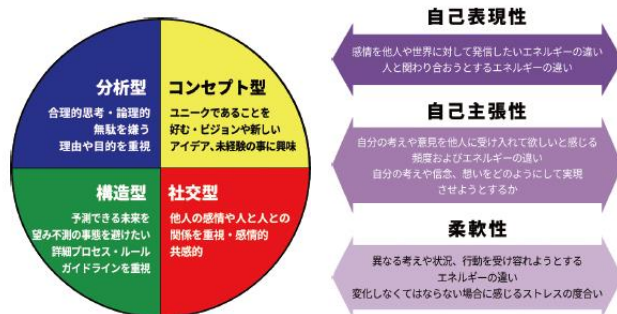 分析型
合理的思考・論理的
無駄を嫌う
理由や目的を重視
コンセプト型
ユニークであることを
好む・ビジョンや新しい
アイデア、未経験の事に興味
構造型
予測できる未来を
望み不測の事態を避けたい
詳細プロセス・ルール
ガイドラインを重視
社交型
他人の感情や人と人との
関係を重視・感情的
共感的
自己表現性
感情を他人や世界に対して発信したいエネルギーの違い
人と関わり合おうとするエネルギーの違い
自己主張性
自分の考えや意見を他人に受け入れて欲しいと感じる
頻度およびエネルギーの違い
自分の考えや信念、想いをどのようにして実現
させようとするか
柔軟性
異なる考えや状況、行動を受け容れようとする
エネルギーの違い
変化しなくてはならない場合に感じるストレスの度合い